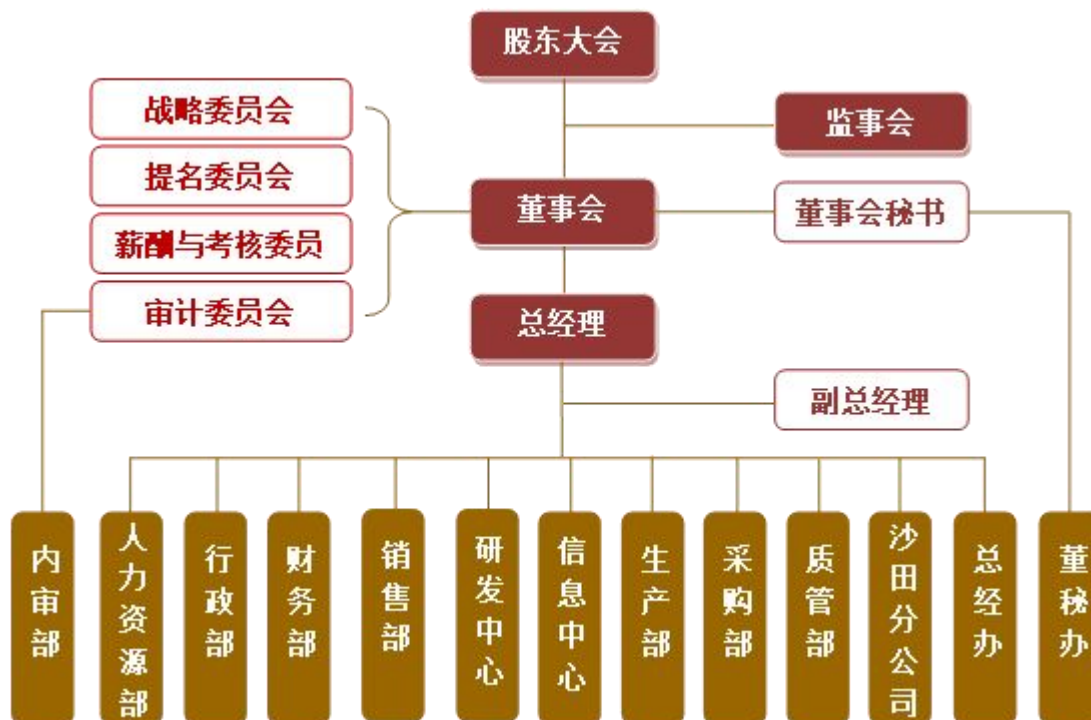 股东大会
战略委员会
监事会
提名委员会
董事会
董事会秘书
薪酬与考核委员
审计委员会
总经理
副总经理
内审部
人力资源部
行政部
财务部
销售部
研发中心
信息中心
生产部
采购部
质管部
沙田分公司
总经办
董秘办